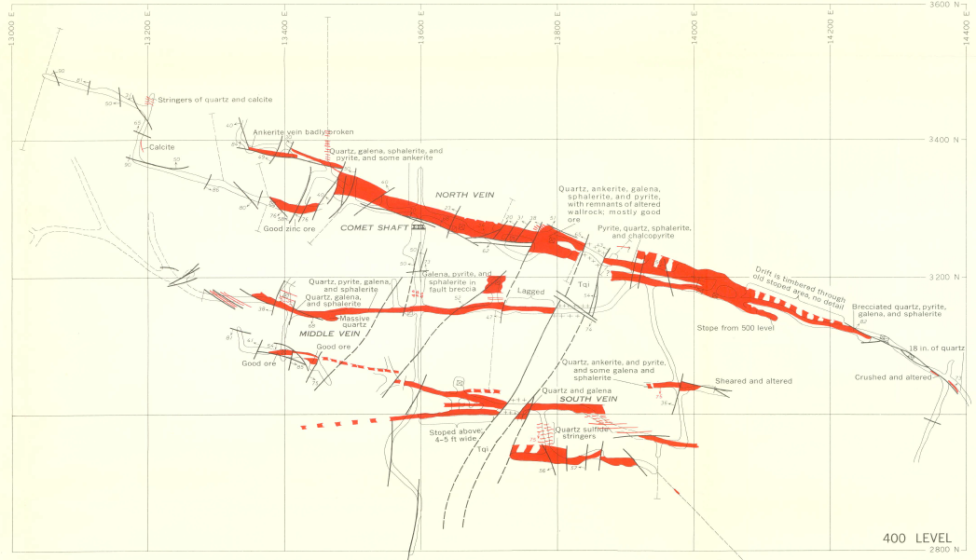 13000 E
13200 E
13400 E
13600 E
13800 E
14000 E
14200 E
14400 E
3600 N
Stringers of quartz and calcite
Calcite
Ankerite vein badly broken
3400 N
Quartz, galena, sphalerite, and
pyrite, and some ankerite
NORTH VEIN
Quartz, ankerite, galena,
sphalerite, and pyrite,
with remnants of altered
wallrock; mostly good
ore
Good zinc ore
COMET SHAFT
Pyrite, quartz, sphalerite,
and chalcopyrite
Galena, pyrite, and
sphalerite in
fault breccia
Lagged
Tqi
3200 N
Drift is timbered through
old stoped area, no detail
Quartz, pyrite, galena,
and sphalerite
Quartz, galena,
and sphalerite
Massive
quartz
MIDDLE VEIN
Brecciated quartz, pyrite,
galena, and sphalerite
Stope from 500 level
18 in. of quartz
Good ore
Good ore
Quartz, ankerite, and pyrite,
and some galena and
sphalerite
Sheared and altered
Crushed and altered
Quartz and galena
SOUTH VEIN
Stoped above;
4-5 ft wide
Quartz sulfide
stringers
Tqi
400 LEVEL
2800 N